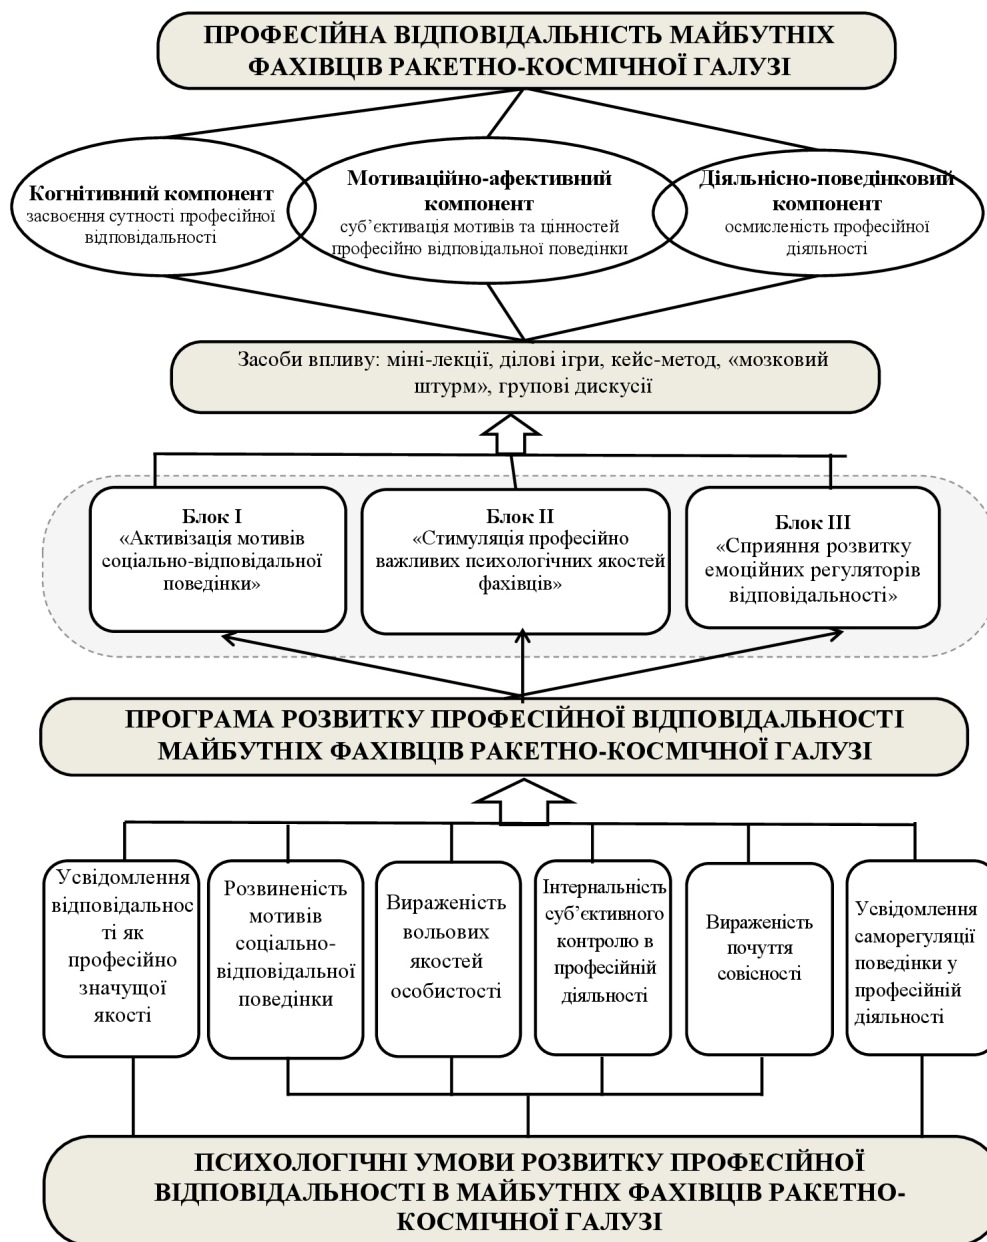 ПРОФЕСІЙНА ВІДПОВІДАЛЬНІСТЬ МАЙБУТНІХ
ФАХІВЦІВ РАКЕТНО-КОСМІЧНОЇ ГАЛУЗІ
Когнітивний компонент
засвоєння сутності професійної
відповідальності
Мотиваційно-афективний
компонент
суб’єктивація мотивів та цінностей
професійно відповідальної поведінки
Діяльнісно-поведінковий
компонент
осмисленість професійної
діяльності
Засоби впливу: міні-лекції, ділові ігри, кейс-метод, «мозковий
штурм», групові дискусії
Блок І
«Активізація мотивів
соціально-відповідальної
поведінки»
Блок ІІ
«Стимуляція професійно
важливих психологічних якостей
фахівців»
Блок ІІІ
«Сприяння розвитку
емоційних регуляторів
відповідальності»
ПРОГРАМА РОЗВИТКУ ПРОФЕСІЙНОЇ ВІДПОВІДАЛЬНОСТІ
МАЙБУТНІХ ФАХІВЦІВ РАКЕТНО-КОСМІЧНОЇ ГАЛУЗІ
Усвідомлення
відповідальнос
ті як
професійно
значущої
якості
Розвиненість
мотивів
соціально-
відповідальної
поведінки
Вираженість
вольових
якостей
особистості
Інтернальність
суб’єктивного
контролю в
професійній
діяльності
Вираженість
почуття
совісності
Усвідомлення
саморегуляції
поведінки у
професійній
діяльності
ПСИХОЛОГІЧНІ УМОВИ РОЗВИТКУ ПРОФЕСІЙНОЇ
ВІДПОВІДАЛЬНОСТІ В МАЙБУТНІХ ФАХІВЦІВ РАКЕТНО-
КОСМІЧНОЇ ГАЛУЗІ